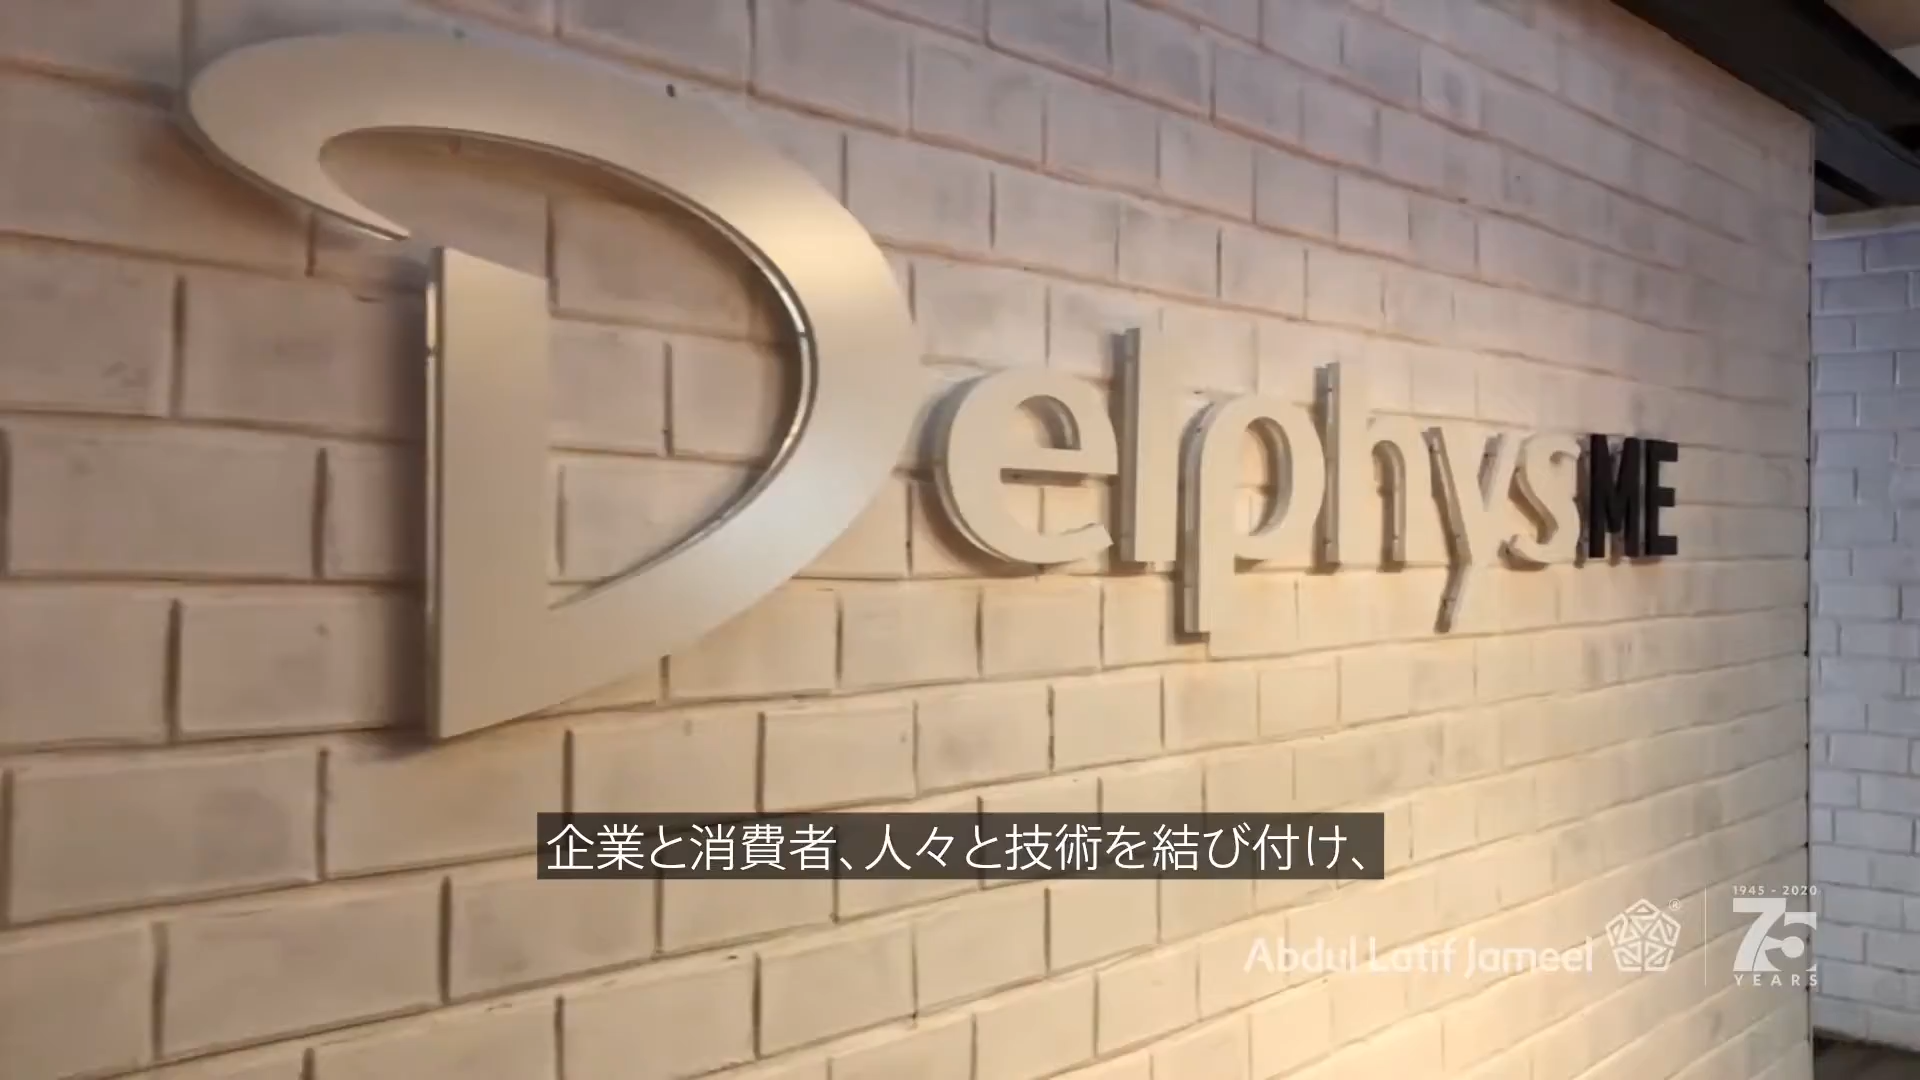 DelphysME
企業と消費者、人々と技術を結び付け、
1945 - 2020
Abdul Latif Jameel ®
75
YEARS